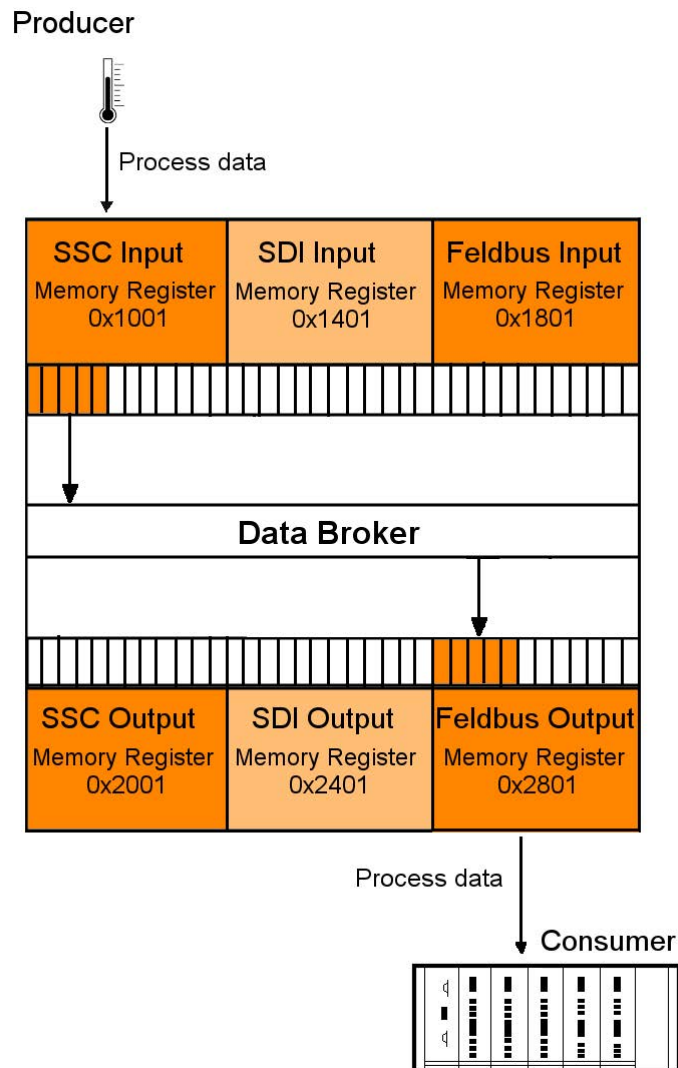 Producer
Process data
SSC Input
Memory Register
0x1001
SDI Input
Memory Register
0x1401
Feldbus Input
Memory Register
0x1801
Data Broker
SSC Output
Memory Register
0x2001
SDI Output
Memory Register
0x2401
Feldbus Output
Memory Register
0x2801
Process data
Consumer